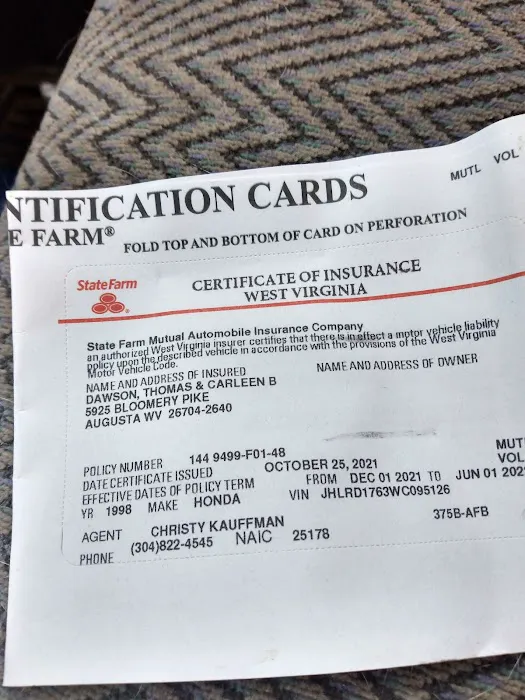 NTIFICATION CARDS
MUTL VOL
E FARM®
FOLD TOP AND BOTTOM OF CARD ON PERFORATION
StateFarm
CERTIFICATE OF INSURANCE
WEST VIRGINIA
State Farm Mutual Automobile Insurance Company
an authorized West Virginia insurer certifies that there is in effect a motor vehicle liability
policy upon the described vehicle in accordance with the provisions of the West Virginia
Motor Vehicle Code.
NAME AND ADDRESS OF INSURED
NAME AND ADDRESS OF OWNER
DAWSON, THOMAS & CARLEEN B
5925 BLOOMERY PIKE
AUGUSTA WV 26704-2640
MUT
VOL
POLICY NUMBER 144 9499-F01-48
DATE CERTIFICATE ISSUED OCTOBER 25, 2021
EFFECTIVE DATES OF POLICY TERM FROM DEC 01 2021 TO JUN 01 202
YR 1998 MAKE HONDA VIN JHLRD1763WC095126
AGENT CHRISTY KAUFFMAN 375B-AFB
PHONE (304)822-4545 NAIC 25178